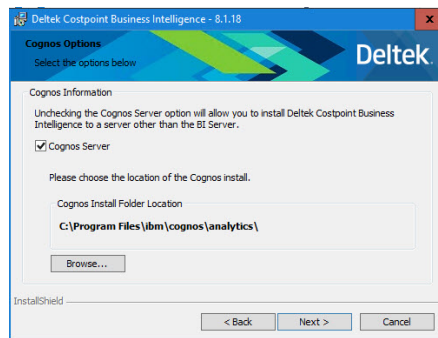 Deltek Costpoint Business Intelligence - 8.1.18
x
Cognos Options
Select the options below
Deltek.
Cognos Information
Unchecking the Cognos Server option will allow you to install Deltek Costpoint Business
Intelligence to a server other than the BI Server.
Cognos Server
Please choose the location of the Cognos install.
Cognos Install Folder Location
C:\Program Files\ibm\cognos\analytics\
Browse...
InstallShield
< Back
Next >
Cancel